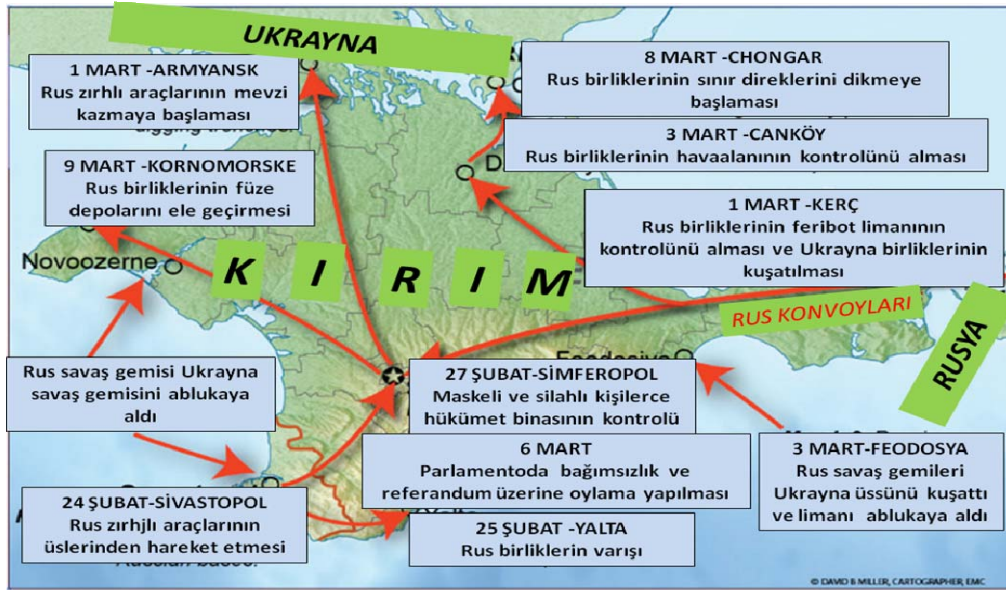 UKRAYNA
1 MART -ARMYANSK
Rus zırhlı araçlarının mevzi
kazmaya başlaması
8 MART -CHONGAR
Rus birliklerinin sınır direklerini dikmeye
başlaması
3 MART -CANKÖY
Rus birliklerinin havaalanının kontrolünü alması
9 MART -KORNOMORSKE
Rus birliklerinin füze
depolarını ele geçirmesi
1 MART -KERÇ
Rus birliklerinin feribot limanının
kontrolünü alması ve Ukrayna birliklerinin
kuşatılması
Novoozerne
KIRIM
RUS KONVOYLARI
RUSYA
Rus savaş gemisi Ukrayna
savaş gemisini ablukaya
aldı
27 ŞUBAT-SİMFEROPOL
Maskeli ve silahlı kişilerce
hükümet binasının kontrolü
6 MART
Parlamentoda bağımsızlık ve
referandum üzerine oylama yapılması
3 MART-FEODOSYA
Rus savaş gemileri
Ukrayna üssünü kuşattı
ve limanı ablukaya aldı
24 ŞUBAT-SİVASTOPOL
Rus zırhjlı araçlarının
üslerinden hareket etmesi
25 ŞUBAT -YALTA
Rus birliklerin varışı
© DAVID B MILLER, CARTOGRAPHER, EMC